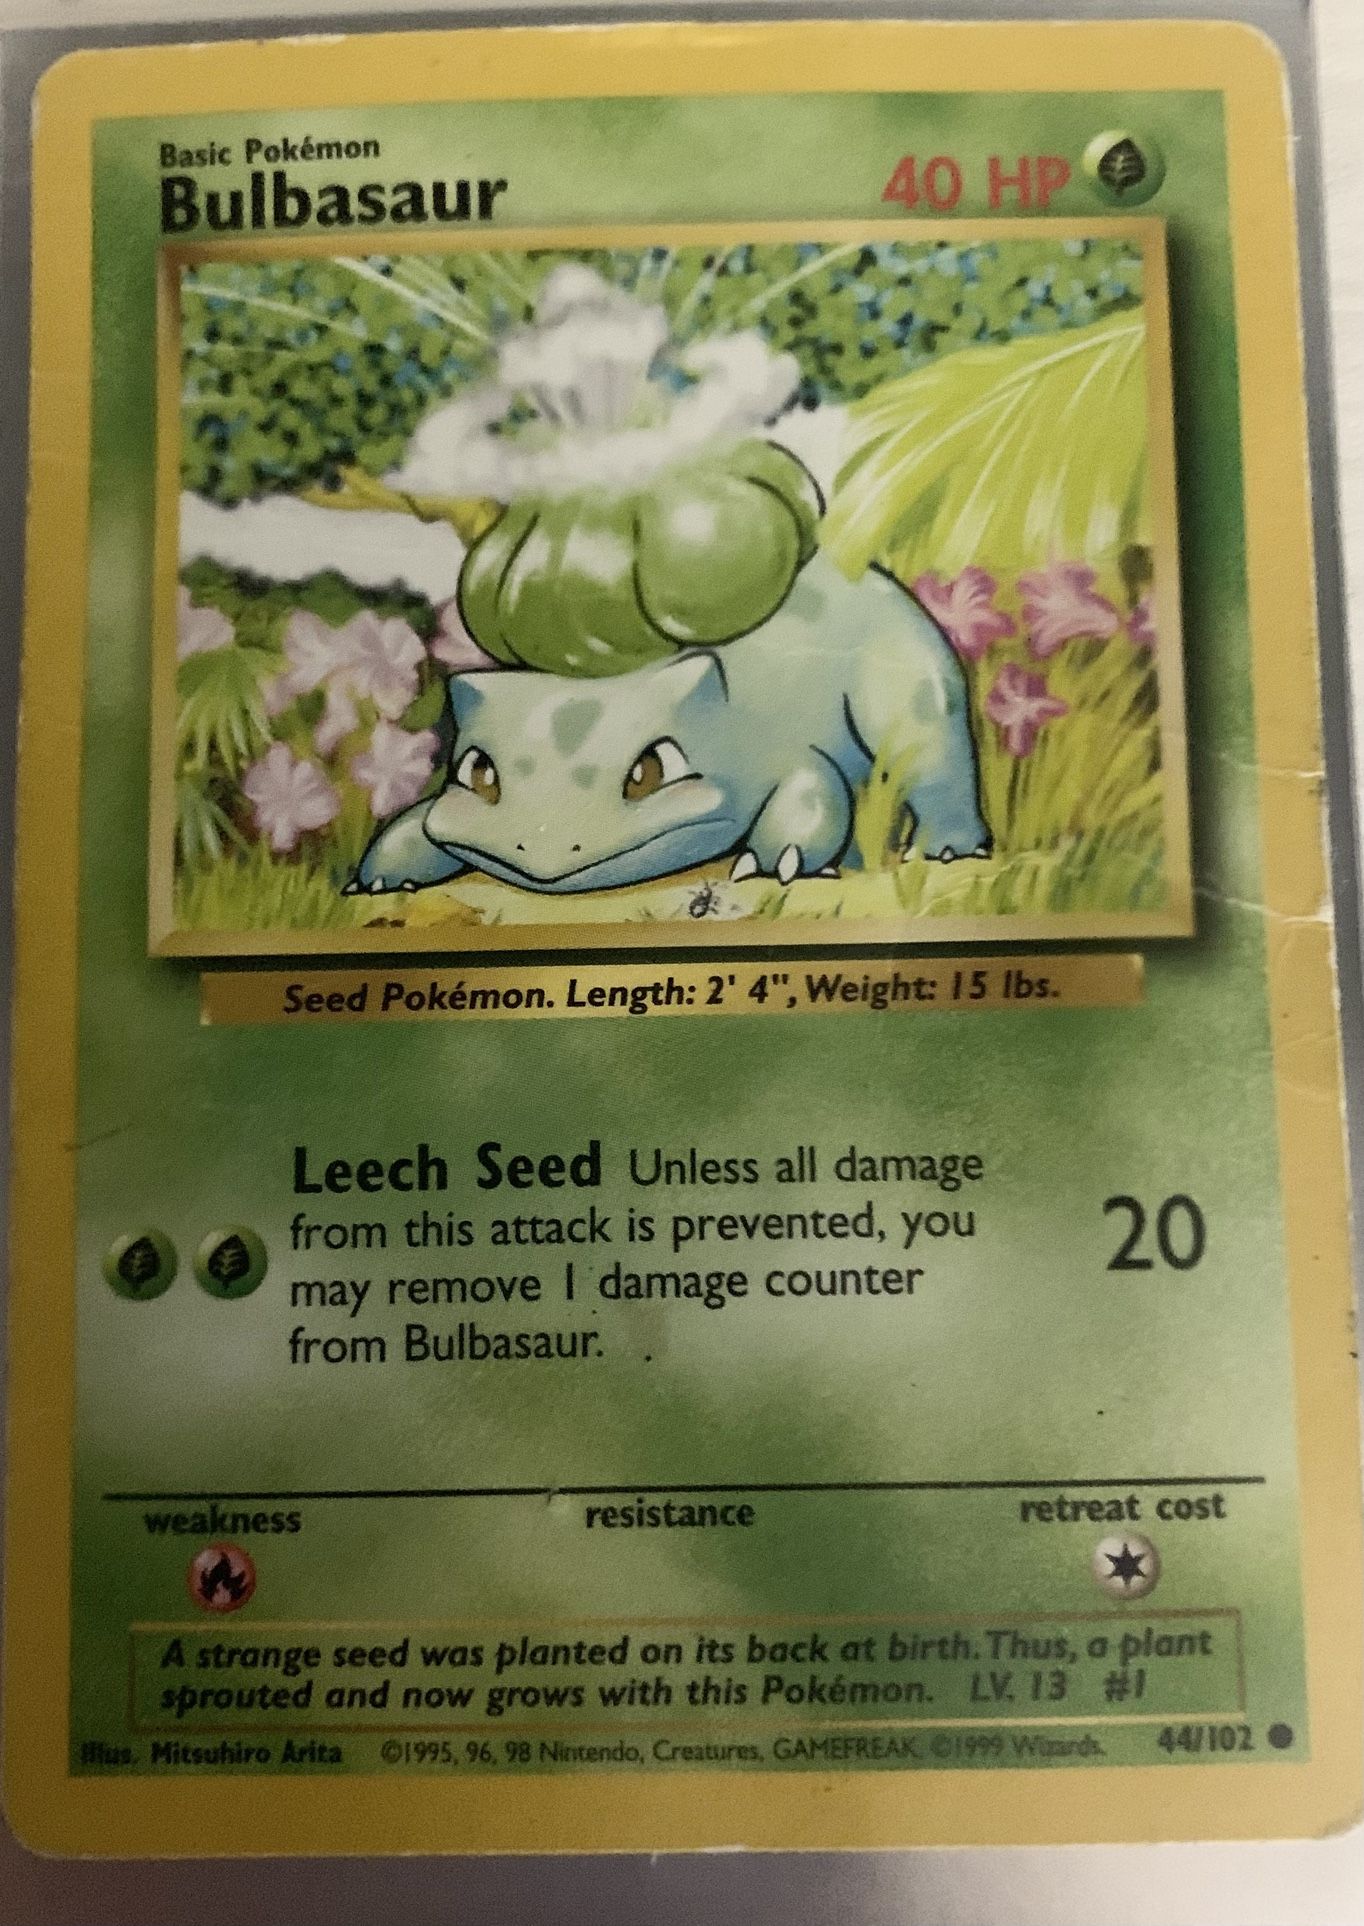 Basic Pokémon
Bulbasaur
40 HP
Seed Pokémon. Length: 2' 4", Weight: 15 lbs.
Leech Seed Unless all damage
from this attack is prevented, you
may remove 1 damage counter
from Bulbasaur.
20
weakness resistance retreat cost
A strange seed was planted on its back at birth. Thus, a plant
sprouted and now grows with this Pokémon. LV. 13 #1
Illus. Mitsuhiro Arita ©1995, 96, 98 Nintendo, Creatures, GAMEFREAK. ©1999 Wizards. 44/102